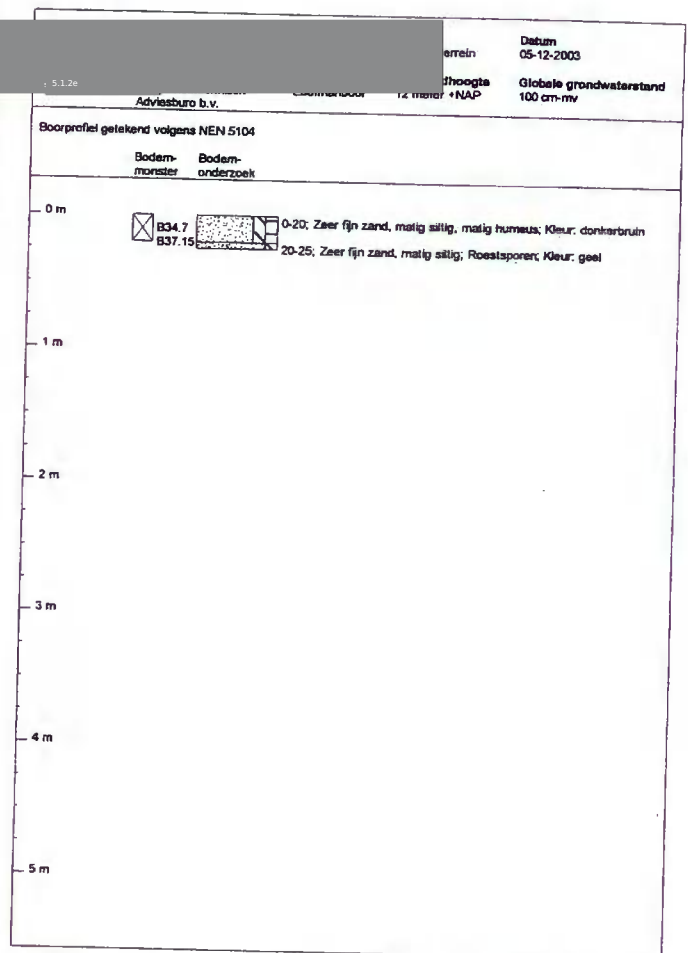 Datum
errein 05-12-2003
5.1.2e
dhoogte Globale grondwaterstand
Adviesburo b.v. 12 meter +NAP 100 cm-mv
Boorprofiel getekend volgens NEN 5104
Bodem- Bodem-
monster onderzoek
0 m
B34.7 0-20; Zeer fijn zand, matig siltig, matig humeus; Kleur: donkerbruin
B37.15 20-25; Zeer fijn zand, matig siltig; Roestsporen; Kleur: geel
1 m
2 m
3 m
4 m
5 m